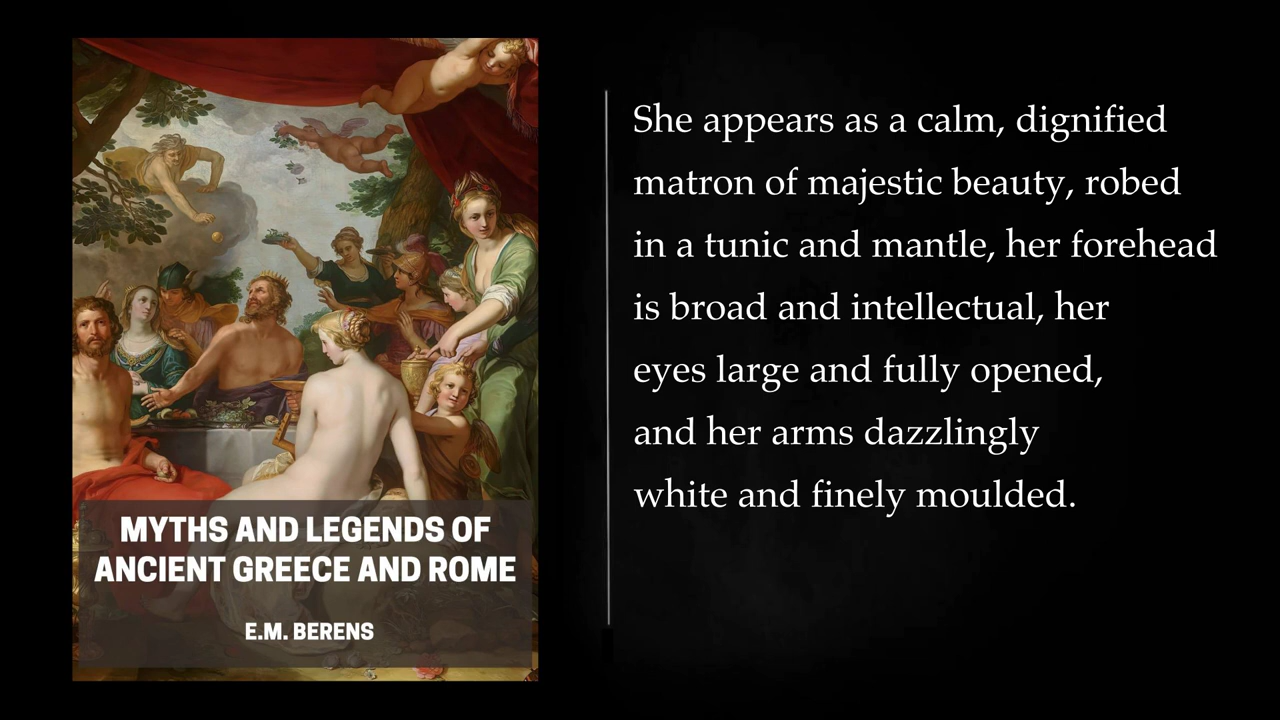 MYTHS AND LEGENDS OF
ANCIENT GREECE AND ROME
E.M. BERENS
She appears as a calm, dignified
matron of majestic beauty, robed
in a tunic and mantle, her forehead
is broad and intellectual, her
eyes large and fully opened,
and her arms dazzlingly
white and finely moulded.